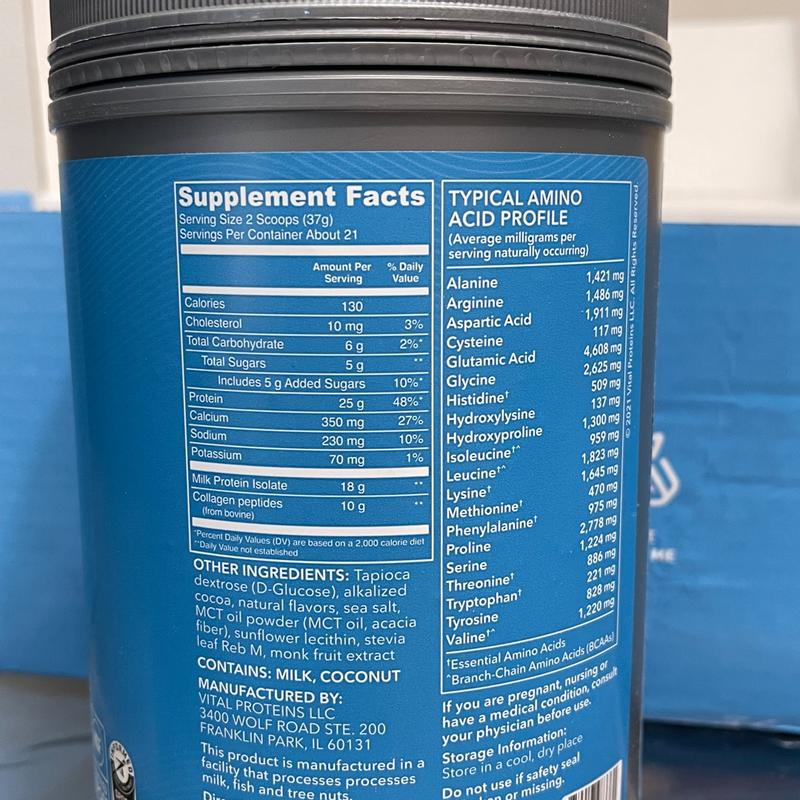 Supplement Facts
Serving Size 2 Scoops (37g)
Servings Per Container About 21
Amount Per Serving % Daily Value
Calories 130
Cholesterol 10 mg 3%
Total Carbohydrate 6 g 2%*
Total Sugars 5 g **
Includes 5 g Added Sugars 10%*
Protein 25 g 48%*
Calcium 350 mg 27%
Sodium 230 mg 10%
Potassium 70 mg 1%
Milk Protein Isolate 18 g **
Collagen peptides 10 g **
(from bovine)
*Percent Daily Values (DV) are based on a 2,000 calorie diet
**Daily Value not established
OTHER INGREDIENTS: Tapioca
dextrose (D-Glucose), alkalized
cocoa, natural flavors, sea salt,
MCT oil powder (MCT oil, acacia
fiber), sunflower lecithin, stevia
leaf Reb M, monk fruit extract
CONTAINS: MILK, COCONUT
MANUFACTURED BY:
VITAL PROTEINS LLC
3400 WOLF ROAD STE. 200
FRANKLIN PARK, IL 60131
This product is manufactured in a
facility that processes processes
milk, fish and tree nuts.
TYPICAL AMINO
ACID PROFILE
(Average milligrams per
serving naturally occurring)
Alanine 1,421 mg
Arginine 1,486 mg
Aspartic Acid 1,911 mg
Cysteine 117 mg
Glutamic Acid 4,608 mg
Glycine 2,625 mg
Histidine† 509 mg
Hydroxylysine 137 mg
Hydroxyproline 1,300 mg
Isoleucine†^ 959 mg
Leucine†^ 1,823 mg
Lysine† 1,645 mg
Methionine† 470 mg
Phenylalanine† 975 mg
Proline 2,778 mg
Serine 1,224 mg
Threonine† 886 mg
Tryptophan† 221 mg
Tyrosine 828 mg
Valine†^ 1,220 mg
†Essential Amino Acids
^Branch-Chain Amino Acids (BCAAs)
If you are pregnant, nursing or
have a medical condition, consult
your physician before use.
Storage Information:
Store in a cool, dry place
Do not use if safety seal
or missing.
©2021 Vital Proteins LLC. All Rights Reserved.